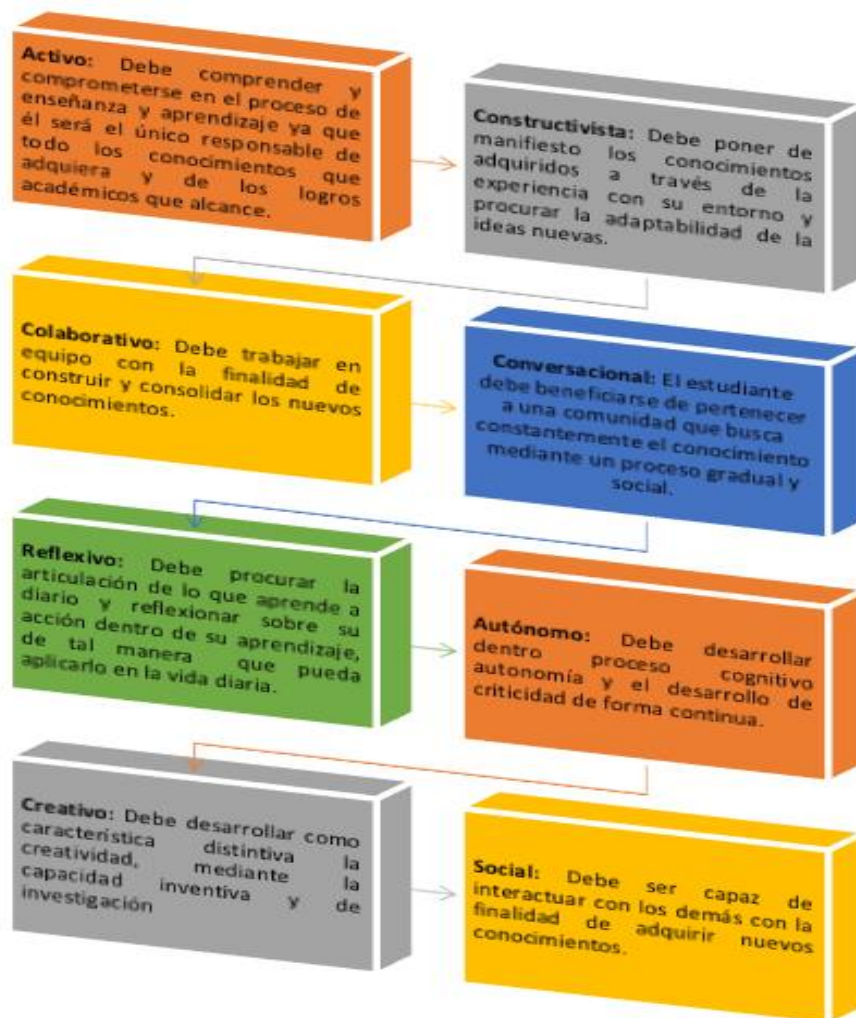 Activo: Debe comprender y
comprometerse en el proceso de
enseñanza y aprendizaje ya que
él será el único responsable de
todo los conocimientos que
adquiera y de los logros
académicos que alcance.
Constructivista: Debe poner de
manifiesto los conocimientos
adquiridos a través de la
experiencia con su entorno y
procurar la adaptabilidad de la
ideas nuevas.
Colaborativo: Debe trabajar en
equipo con la finalidad de
construir y consolidar los nuevos
conocimientos.
Conversacional: El estudiante
debe beneficiarse de pertenecer
a una comunidad que busca
constantemente el conocimiento
mediante un proceso gradual y
social.
Reflexivo: Debe procurar la
articulación de lo que aprende a
diario y reflexionar sobre su
acción dentro de su aprendizaje,
de tal manera que pueda
aplicarlo en la vida diaria.
Autónomo: Debe desarrollar
dentro proceso cognitivo
autonomía y el desarrollo de
criticidad de forma continua.
Creativo: Debe desarrollar como
característica distintiva la
creatividad, mediante la
capacidad inventiva y de
investigación
Social: Debe ser capaz de
interactuar con los demás con la
finalidad de adquirir nuevos
conocimientos.